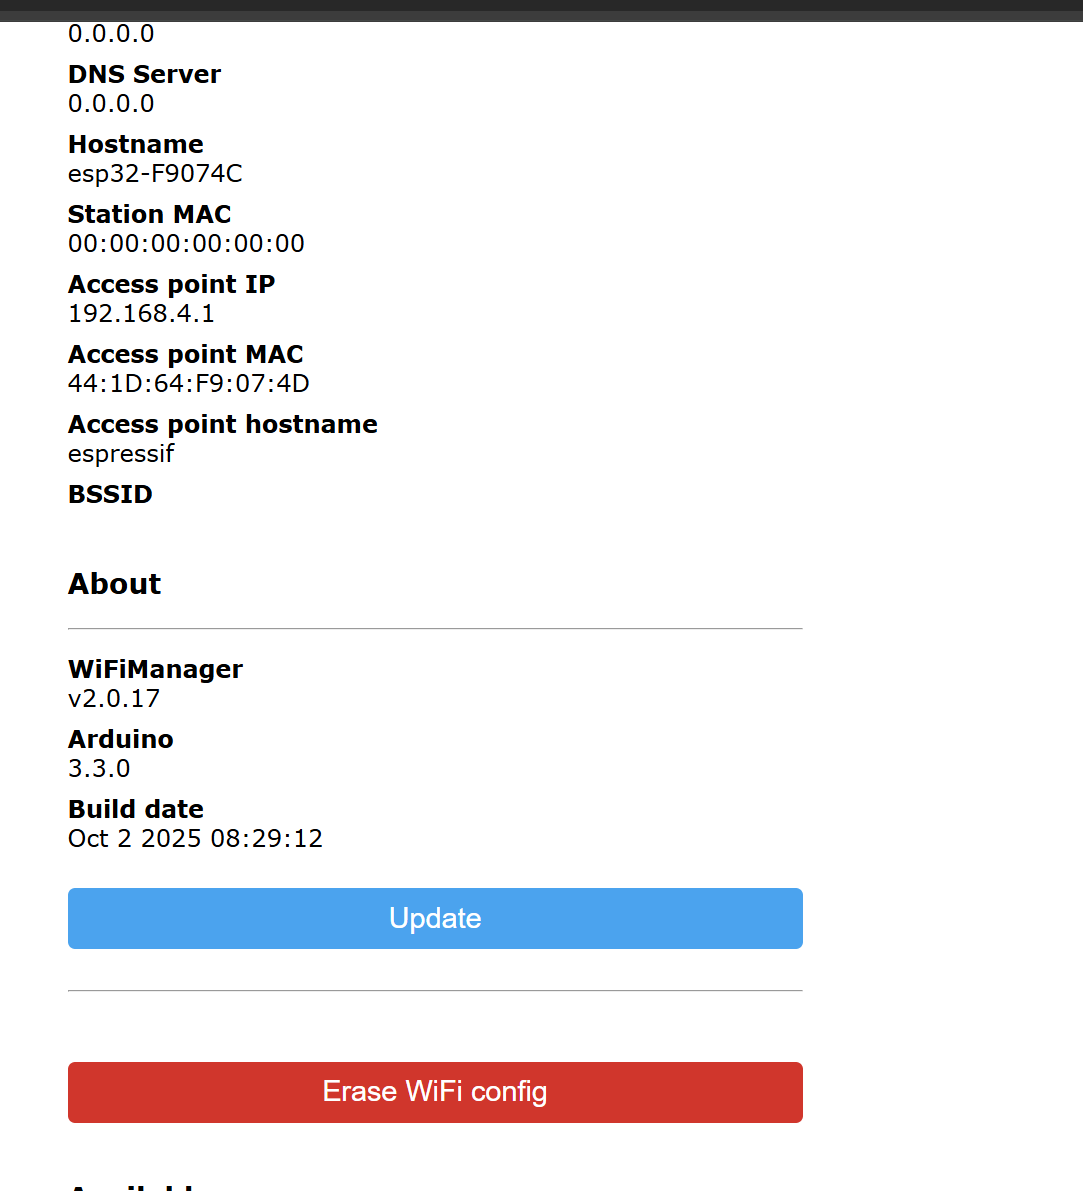 0.0.0.0
DNS Server
0.0.0.0
Hostname
esp32-F9074C
Station MAC
00:00:00:00:00:00
Access point IP
192.168.4.1
Access point MAC
44:1D:64:F9:07:4D
Access point hostname
espressif
BSSID
About
WiFiManager
v2.0.17
Arduino
3.3.0
Build date
Oct 2 2025 08:29:12
Update
Erase WiFi config